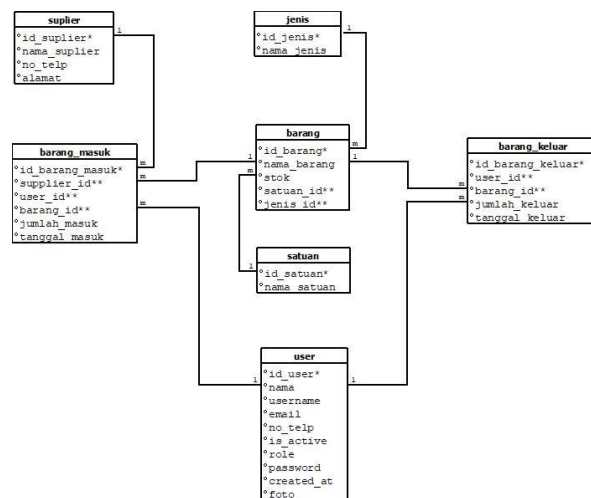 suplier
id_suplier*
nama_suplier
no_telp
alamat
1
jenis
id_jenis*
nama_jenis
1
barang_masuk
id_barang_masuk*
supplier_id**
user_id**
barang_id**
jumlah_masuk
tanggal_masuk
m
m
m
barang
id_barang*
nama_barang
stok
satuan_id**
jenis_id**
m
1
1
m
barang_keluar
id_barang_keluar*
user_id**
barang_id**
jumlah_keluar
tanggal_keluar
m
m
satuan
id_satuan*
nama_satuan
1
user
id_user*
nama
username
email
no_telp
is_active
role
password
created_at
foto
1
1